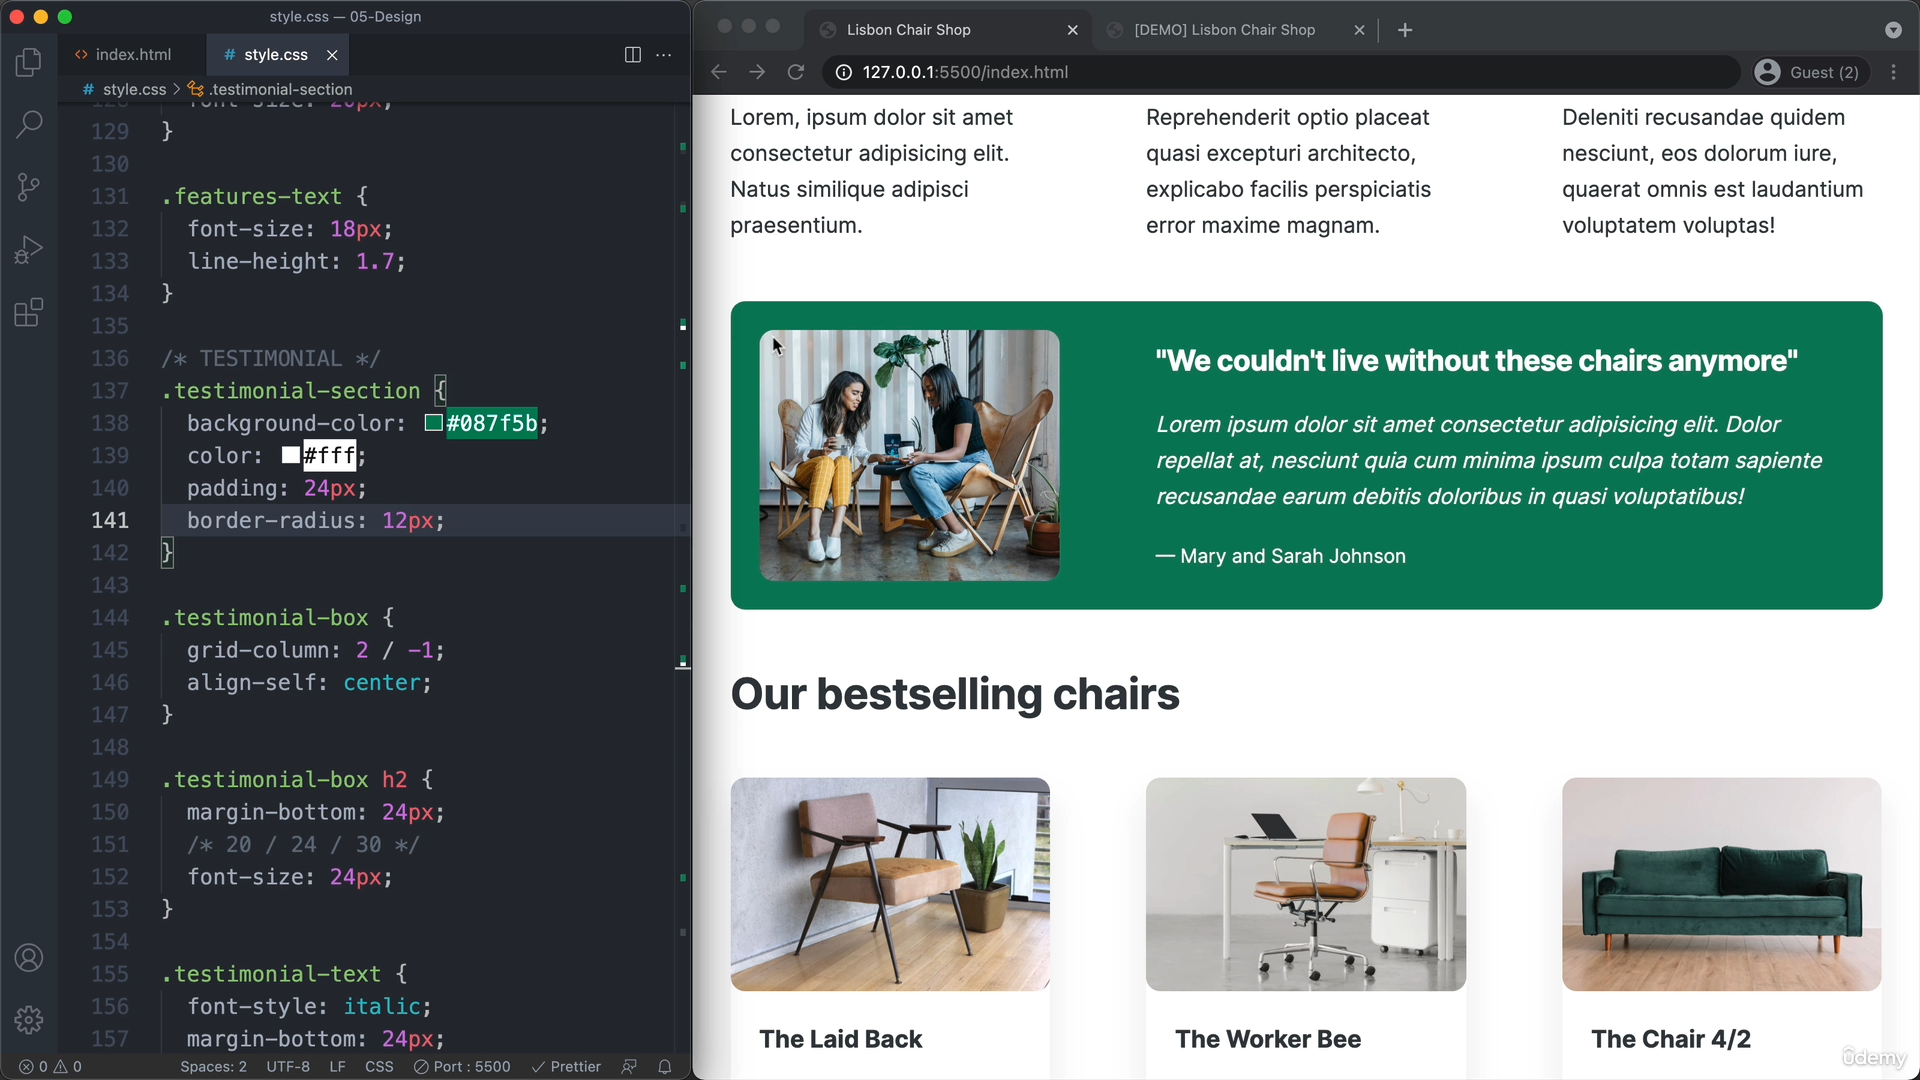 style.css — 05-Design
index.html
# style.css
# style.css > .testimonial-section
128 font-size: 20px;
129 }
130
131 .features-text {
132 font-size: 18px;
133 line-height: 1.7;
134 }
135
136 /* TESTIMONIAL */
137 .testimonial-section {
138 background-color: #087f5b;
139 color: #fff;
140 padding: 24px;
141 border-radius: 12px;
142 }
143
144 .testimonial-box {
145 grid-column: 2 / -1;
146 align-self: center;
147 }
148
149 .testimonial-box h2 {
150 margin-bottom: 24px;
151 /* 20 / 24 / 30 */
152 font-size: 24px;
153 }
154
155 .testimonial-text {
156 font-style: italic;
157 margin-bottom: 24px;
0 0 Spaces: 2 UTF-8 LF CSS Port : 5500 Prettier
Lisbon Chair Shop
[DEMO] Lisbon Chair Shop
127.0.0.1:5500/index.html
Guest (2)
Lorem, ipsum dolor sit amet
consectetur adipisicing elit.
Natus similique adipisci
praesentium.
Reprehenderit optio placeat
quasi excepturi architecto,
explicabo facilis perspiciatis
error maxime magnam.
Deleniti recusandae quidem
nesciunt, eos dolorum iure,
quaerat omnis est laudantium
voluptatem voluptas!
"We couldn't live without these chairs anymore"
Lorem ipsum dolor sit amet consectetur adipisicing elit. Dolor
repellat at, nesciunt quia cum minima ipsum culpa totam sapiente
recusandae earum debitis doloribus in quasi voluptatibus!
— Mary and Sarah Johnson
Our bestselling chairs
The Laid Back
The Worker Bee
The Chair 4/2
ûdemy